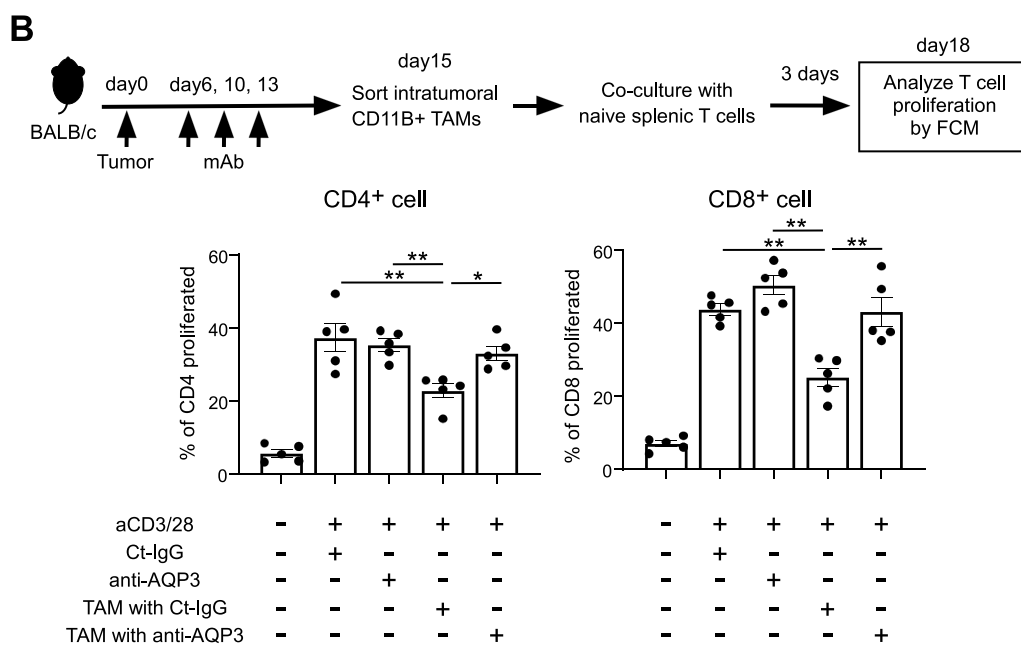 B
BALB/c
day0
day6, 10, 13
Tumor
mAb
day15
Sort intratumoral
CD11B+ TAMs
Co-culture with
naive splenic T cells
3 days
day18
Analyze T cell
proliferation
by FCM
CD4+ cell
% of CD4 proliferated
60
40
20
0
** ** *
CD8+ cell
% of CD8 proliferated
60
40
20
0
** ** **
aCD3/28 - + + + + - + + + +
Ct-IgG - + - - - - + - - -
anti-AQP3 - - + - - - - + - -
TAM with Ct-IgG - - - + - - - - + -
TAM with anti-AQP3 - - - - + - - - - +